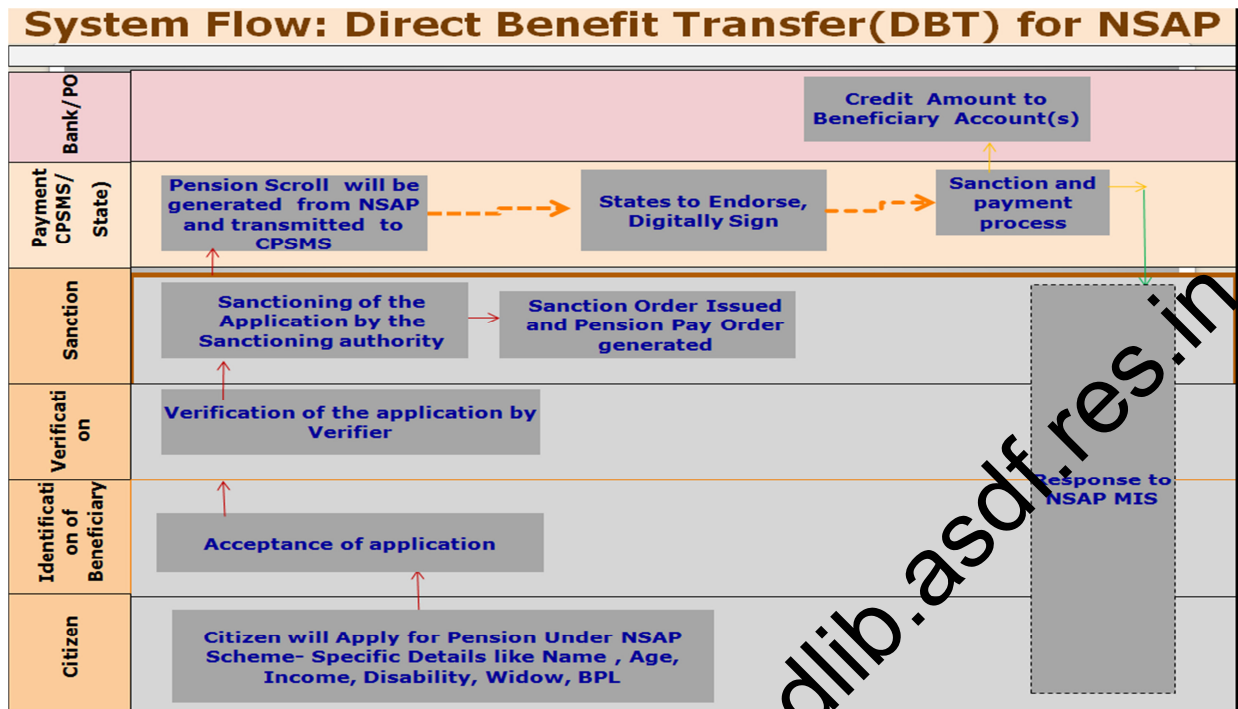 System Flow: Direct Benefit Transfer(DBT) for NSAP
Bank/PO
Credit Amount to
Beneficiary Account(s)
Payment
CPSMS/
State)
Pension Scroll will be
generated from NSAP
and transmitted to
CPSMS
States to Endorse,
Digitally Sign
Sanction and
payment
process
Sanction
Sanctioning of the
Application by the
Sanctioning authority
Sanction Order Issued
and Pension Pay Order
generated
Verificati
on
Verification of the application by
Verifier
Response to
NSAP MIS
Identificati
on of
Beneficiary
Acceptance of application
Citizen
Citizen will Apply for Pension Under NSAP
Scheme- Specific Details like Name , Age,
Income, Disability, Widow, BPL
dlib.asdf.res.in